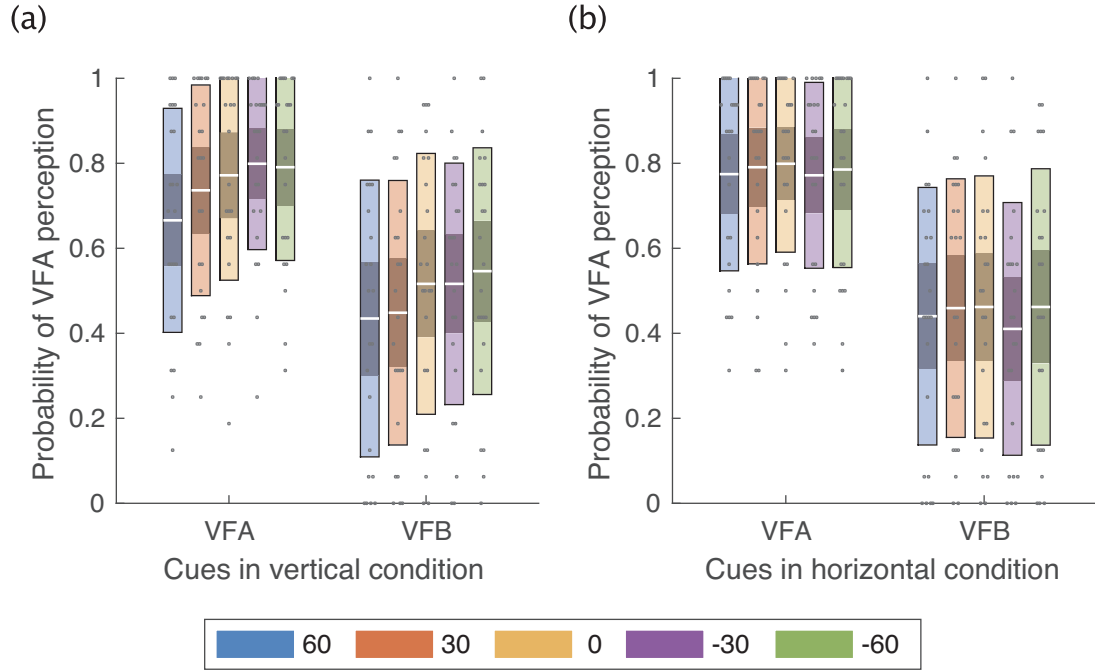 (a)
(b)
Probability of VFA perception
1
0.8
0.6
0.4
0.2
0
VFA
VFB
Cues in vertical condition
Probability of VFA perception
1
0.8
0.6
0.4
0.2
0
VFA
VFB
Cues in horizontal condition
60
30
0
-30
-60